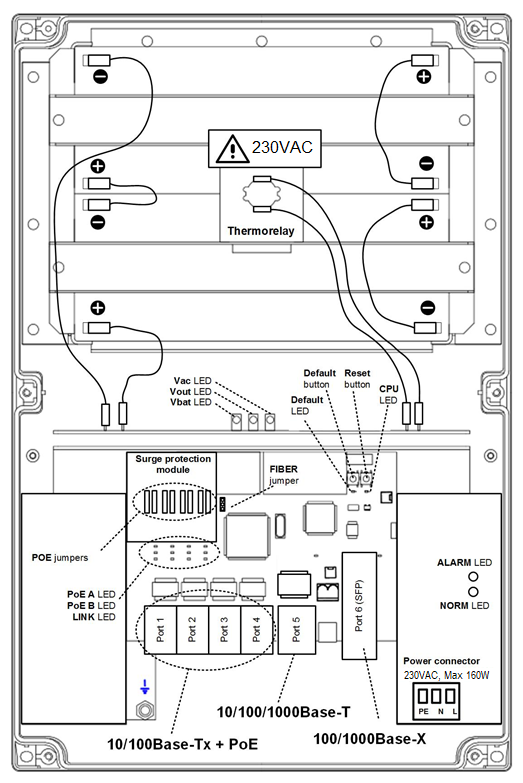 230VAC
Thermorelay
Vac LED
Vout LED
Vbat LED
Default
button
Reset
button
Default
LED
CPU
LED
Surge protection
module
FIBER
jumper
POE jumpers
PoE A LED
PoE B LED
LINK LED
ALARM LED
NORM LED
Port 1
Port 2
Port 3
Port 4
Port 5
Port 6 (SFP)
Power connector
230VAC, Max 160W
PE N L
10/100/1000Base-T
10/100Base-Tx + PoE
100/1000Base-X